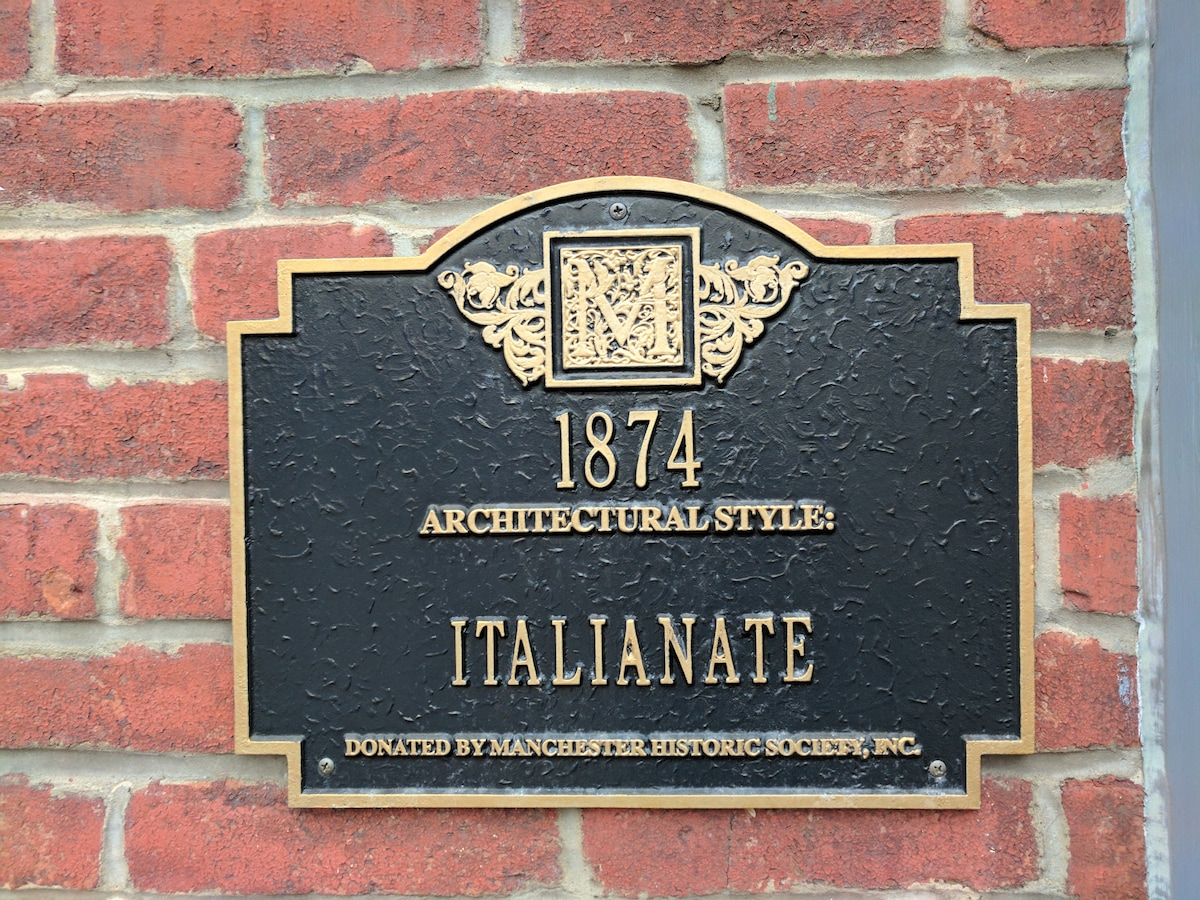 M
1874
ARCHITECTURAL STYLE:
ITALIANATE
DONATED BY MANCHESTER HISTORIC SOCIETY, INC.